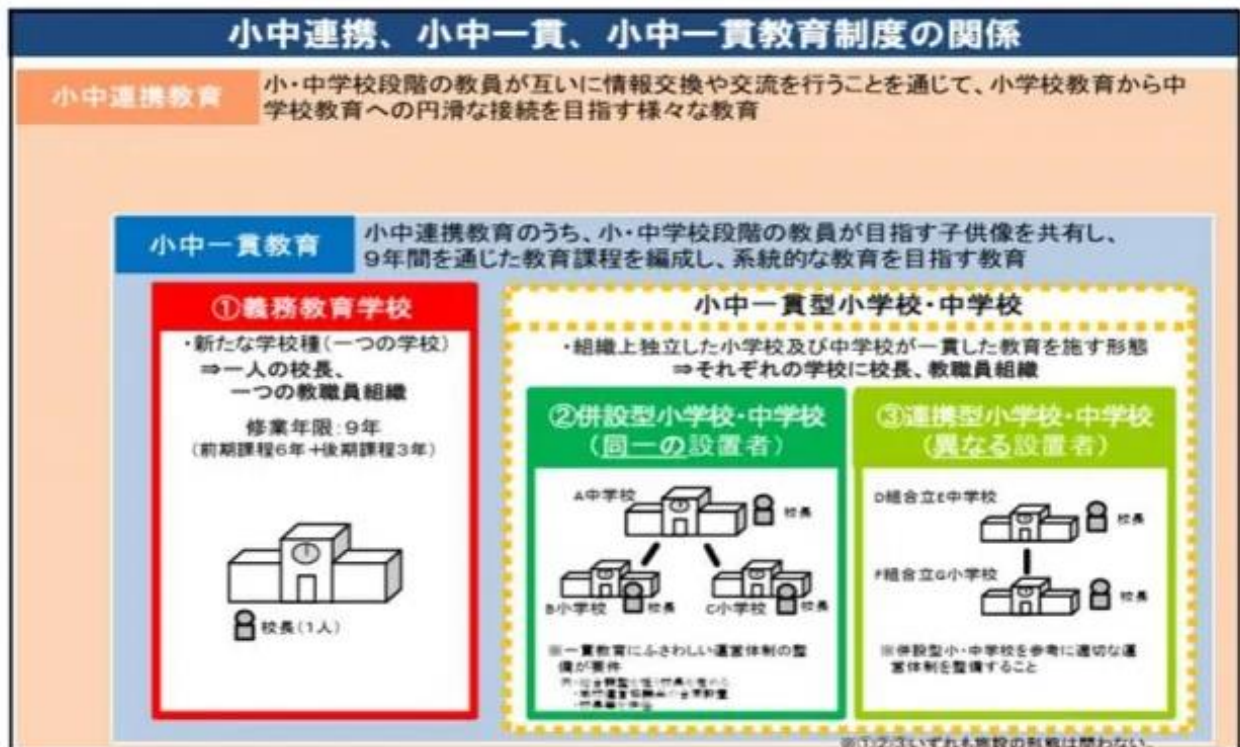 小中連携、小中一貫、小中一貫教育制度の関係
小中連携教育
小・中学校段階の教員が互いに情報交換や交流を行うことを通じて、小学校教育から中
学校教育への円滑な接続を目指す様々な教育
小中一貫教育
小中連携教育のうち、小・中学校段階の教員が目指す子供像を共有し、
9年間を通じた教育課程を編成し、系統的な教育を目指す教育
①義務教育学校
・新たな学校種(一つの学校)
⇒一人の校長、
一つの教職員組織
修業年限:9年
(前期課程6年+後期課程3年)
校長(1人)
小中一貫型小学校・中学校
・組織上独立した小学校及び中学校が一貫した教育を施す形態
⇒それぞれの学校に校長、教職員組織
②併設型小学校・中学校
(同一の設置者)
A中学校
校長
B小学校
校長
C小学校
校長
※一貫教育にふさわしい運営体制の整
備が要件
③連携型小学校・中学校
(異なる設置者)
D組合立E中学校
校長
F組合立G小学校
校長
※併設型小・中学校を参考に適切な運
営体制を整備すること
※①②③いずれも施設の形態は問わない